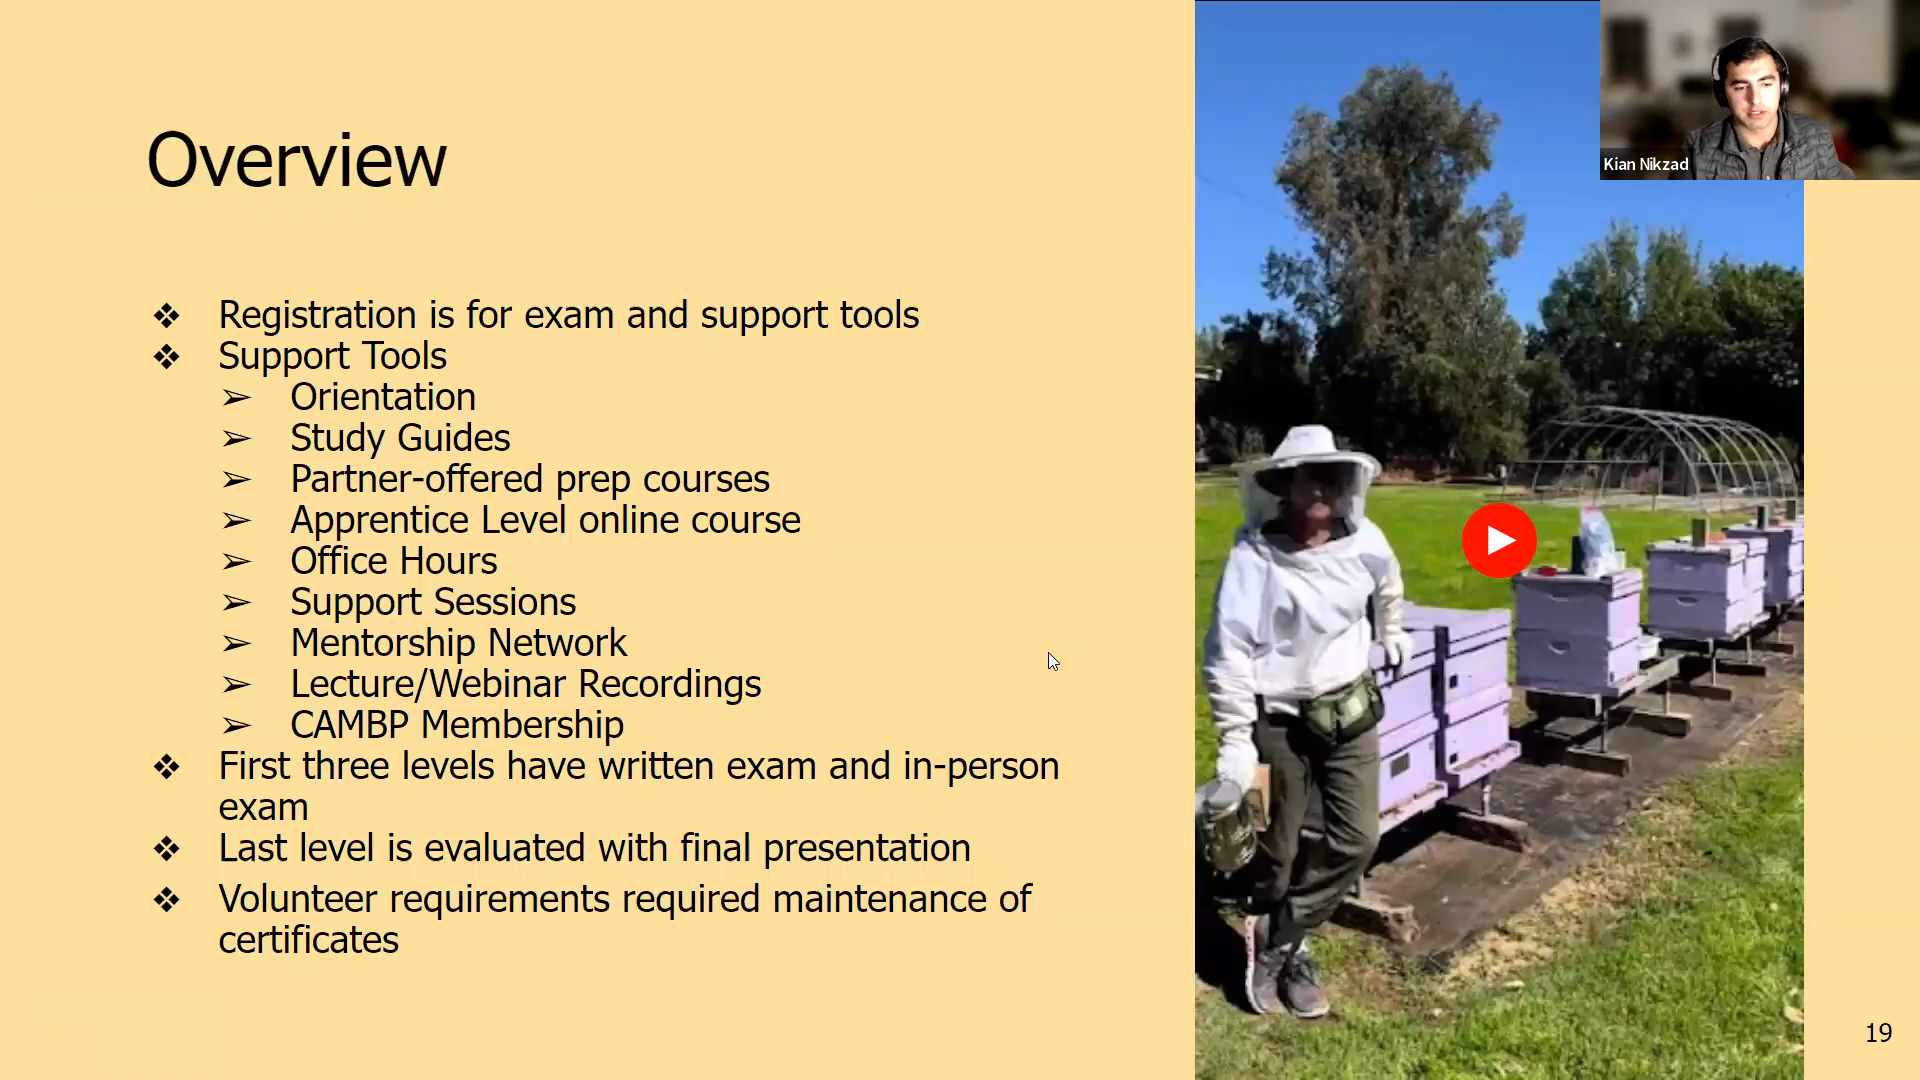 Overview
❖ Registration is for exam and support tools
❖ Support Tools
➢ Orientation
➢ Study Guides
➢ Partner-offered prep courses
➢ Apprentice Level online course
➢ Office Hours
➢ Support Sessions
➢ Mentorship Network
➢ Lecture/Webinar Recordings
➢ CAMBP Membership
❖ First three levels have written exam and in-person
exam
❖ Last level is evaluated with final presentation
❖ Volunteer requirements required maintenance of
certificates
Kian Nikzad
19